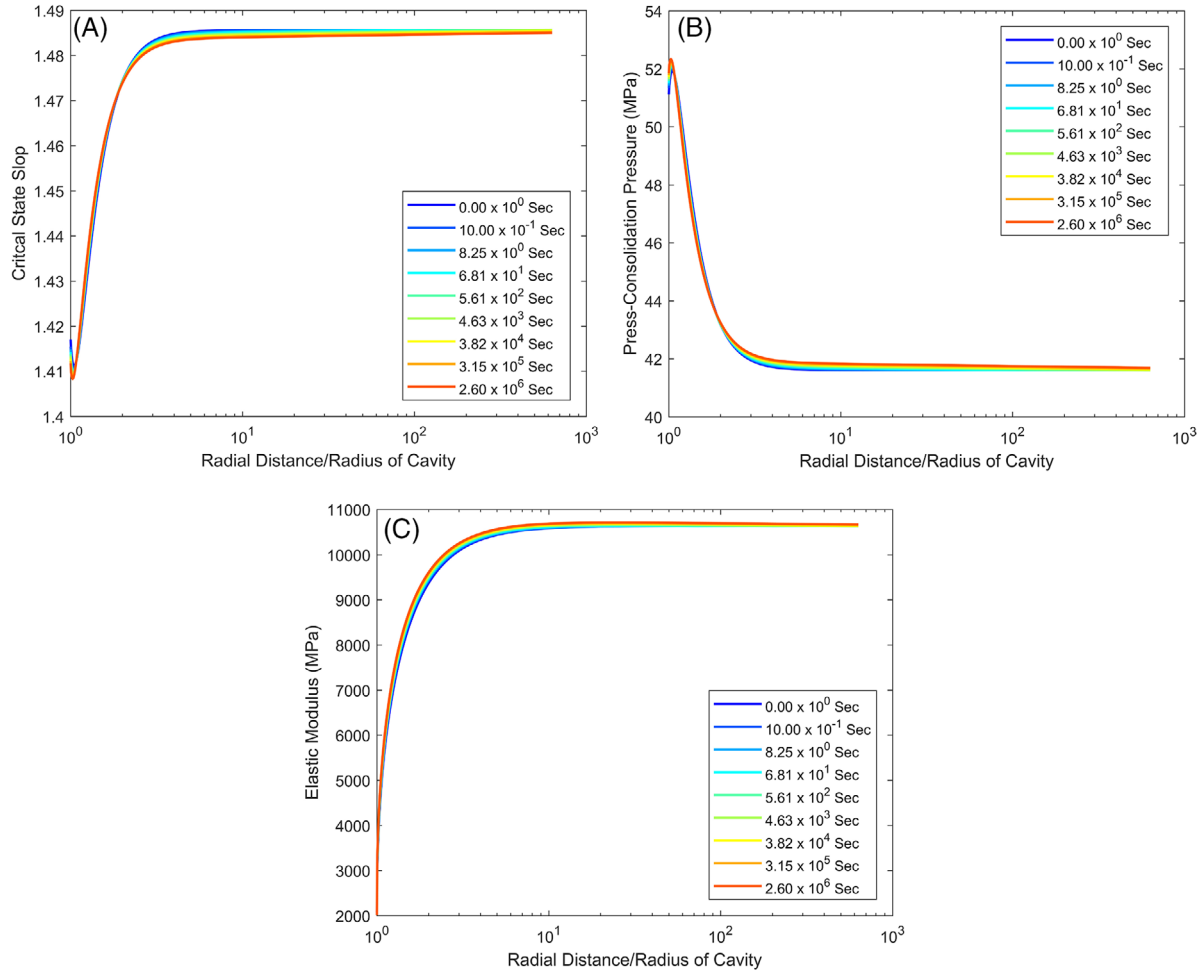 (A)
1.49
1.48
1.47
1.46
1.45
1.44
1.43
1.42
1.41
1.4
Critcal State Slop
10^0 10^1 10^2 10^3
Radial Distance/Radius of Cavity
0.00 x 10^0 Sec
10.00 x 10^-1 Sec
8.25 x 10^0 Sec
6.81 x 10^1 Sec
5.61 x 10^2 Sec
4.63 x 10^3 Sec
3.82 x 10^4 Sec
3.15 x 10^5 Sec
2.60 x 10^6 Sec
(B)
54
52
50
48
46
44
42
40
Press-Consolidation Pressure (MPa)
10^0 10^1 10^2 10^3
Radial Distance/Radius of Cavity
0.00 x 10^0 Sec
10.00 x 10^-1 Sec
8.25 x 10^0 Sec
6.81 x 10^1 Sec
5.61 x 10^2 Sec
4.63 x 10^3 Sec
3.82 x 10^4 Sec
3.15 x 10^5 Sec
2.60 x 10^6 Sec
(C)
11000
10000
9000
8000
7000
6000
5000
4000
3000
2000
Elastic Modulus (MPa)
10^0 10^1 10^2 10^3
Radial Distance/Radius of Cavity
0.00 x 10^0 Sec
10.00 x 10^-1 Sec
8.25 x 10^0 Sec
6.81 x 10^1 Sec
5.61 x 10^2 Sec
4.63 x 10^3 Sec
3.82 x 10^4 Sec
3.15 x 10^5 Sec
2.60 x 10^6 Sec